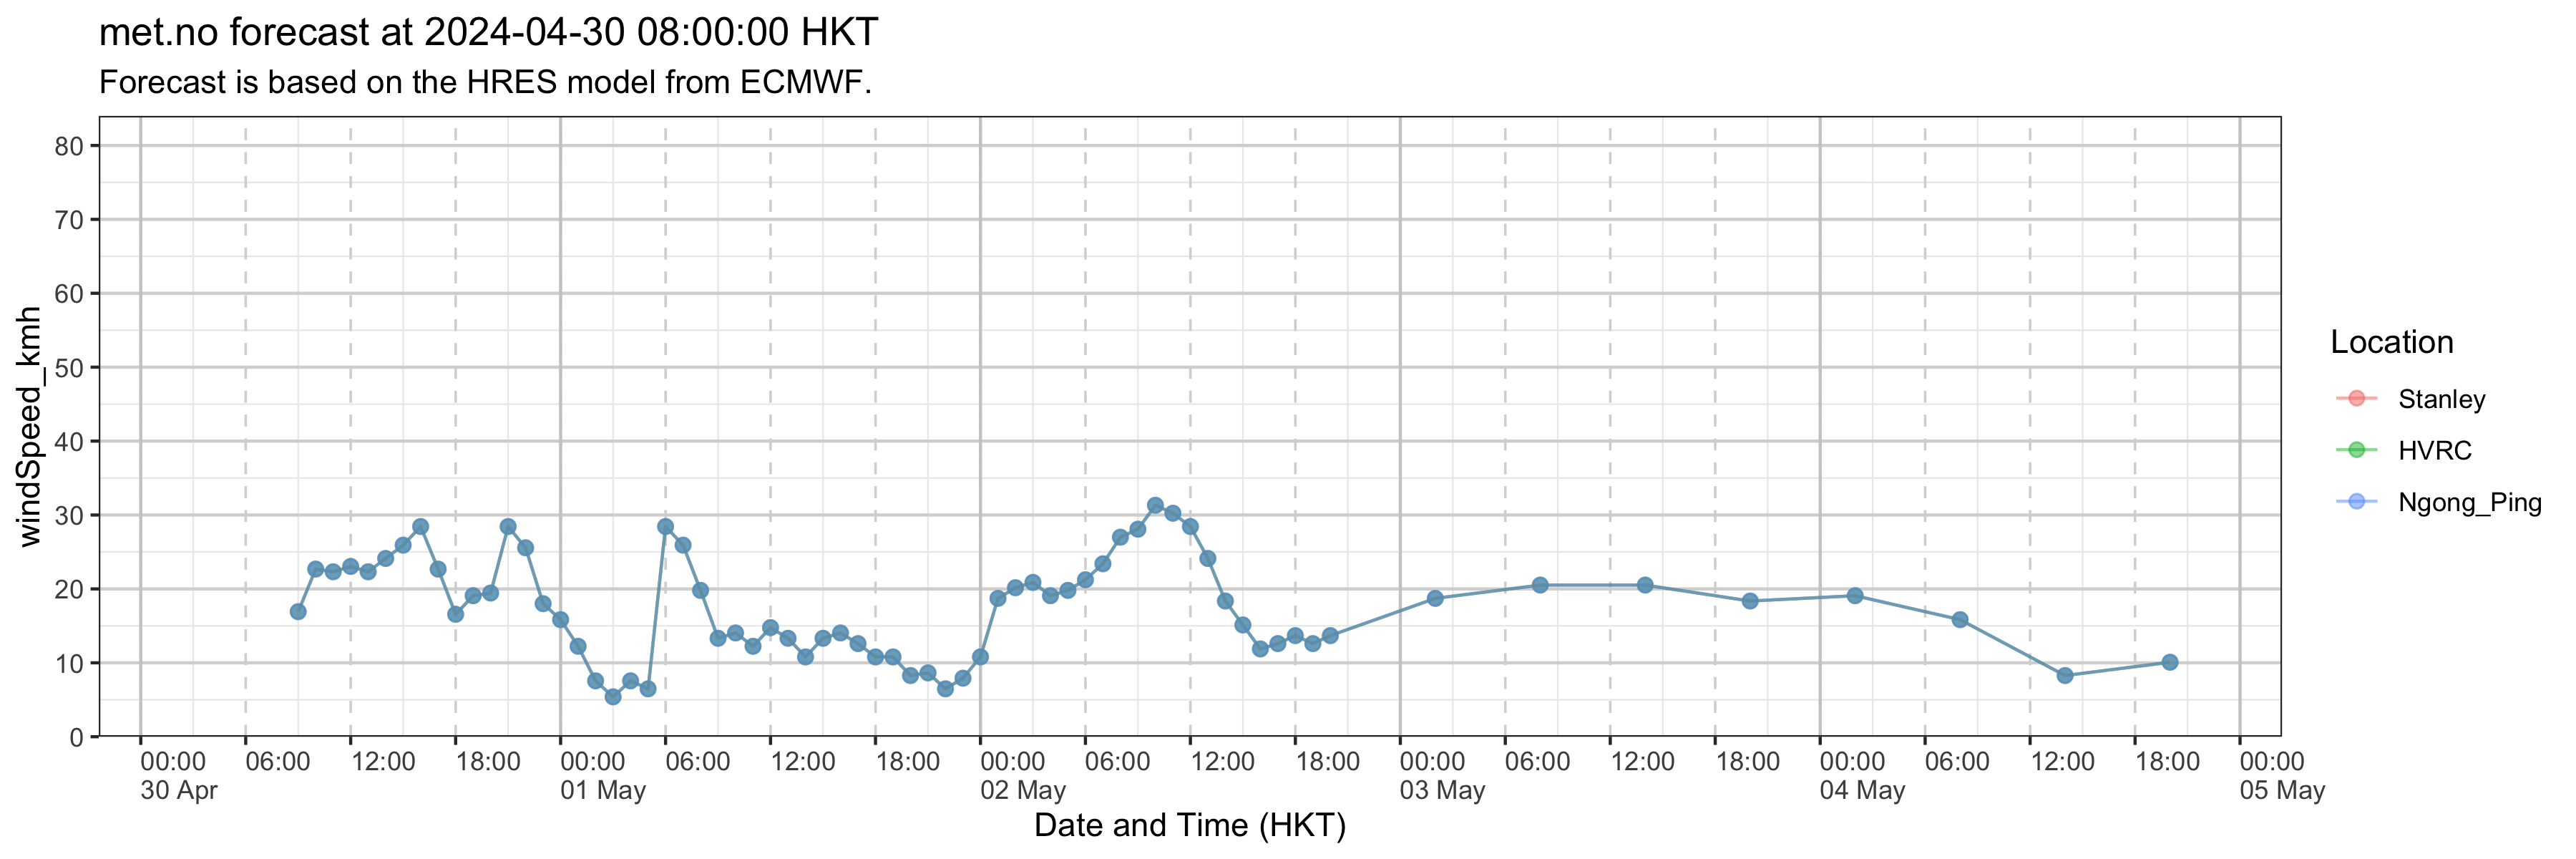 met.no forecast at 2024-04-30 08:00:00 HKT
Forecast is based on the HRES model from ECMWF.
windSpeed_kmh
80
70
60
50
40
30
20
10
0
00:00 06:00 12:00 18:00 00:00 06:00 12:00 18:00 00:00 06:00 12:00 18:00 00:00 06:00 12:00 18:00 00:00 06:00 12:00 18:00 00:00
30 Apr 01 May 02 May 03 May 04 May 05 May
Date and Time (HKT)
Location
Stanley
HVRC
Ngong_Ping